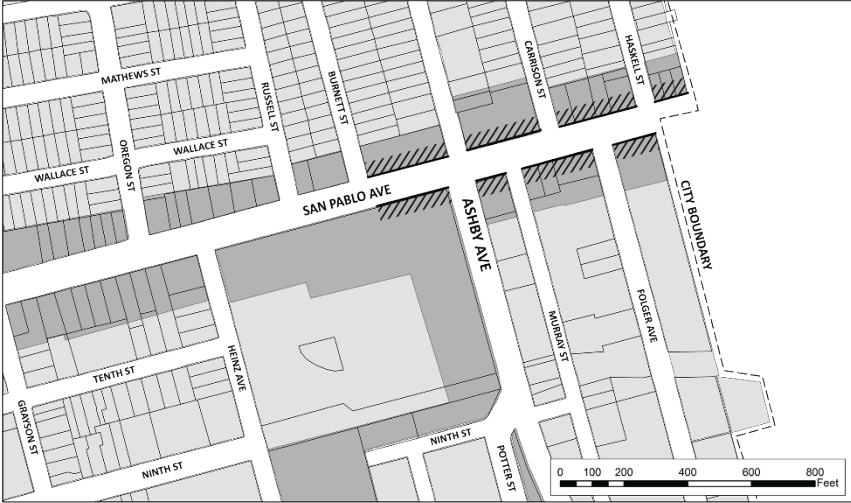 MATHEWS ST
WALLACE ST
WALLACE ST
OREGON ST
RUSSELL ST
BURNETT ST
CARRISON ST
HASKELL ST
SAN PABLO AVE
ASHBY AVE
CITY BOUNDARY
MURRAY ST
FOLGER AVE
HEINZ AVE
TENTH ST
GRAYSON ST
NINTH ST
NINTH ST
POTTER ST
0 100 200 400 600 800
Feet